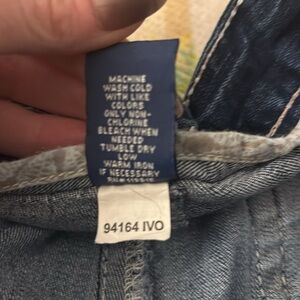 MACHINE
WASH COLD
WITH LIKE
COLORS
ONLY NON-
CHLORINE
BLEACH WHEN
NEEDED
TUMBLE DRY
LOW
WARM IRON
IF NECESSARY
94164 IVO